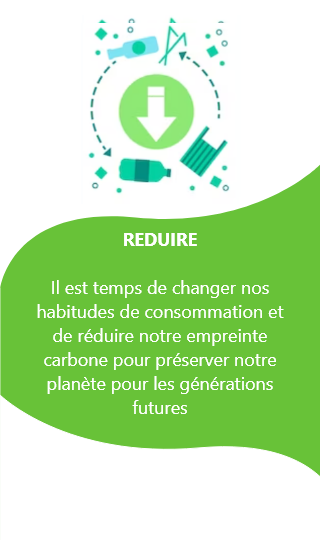 REDUIRE
Il est temps de changer nos
habitudes de consommation et
de réduire notre empreinte
carbone pour préserver notre
planète pour les générations
futures